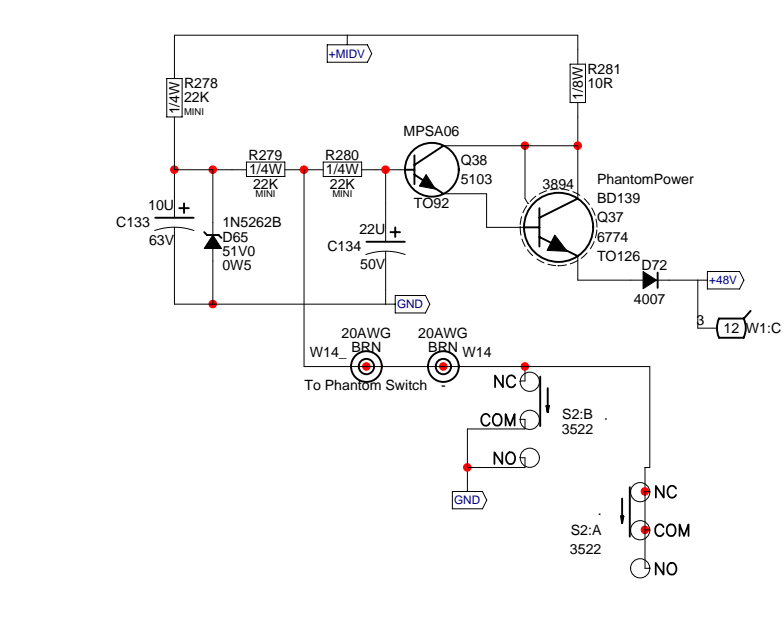 +MIDV
R278
22K
MINI
1/4W
R281
10R
1/8W
MPSA06
Q38
5103
TO92
R279
1/4W
22K
MINI
R280
1/4W
22K
MINI
3894
PhantomPower
BD139
Q37
6774
TO126
10U
C133
63V
1N5262B
D65
51V0
0W5
22U
C134
50V
D72
4007
+48V
3
12 W1:C
GND
20AWG
BRN
W14_
20AWG
BRN
W14
To Phantom Switch -
NC
COM
NO
S2:B .
3522
GND
NC
COM
NO
.
S2:A
3522